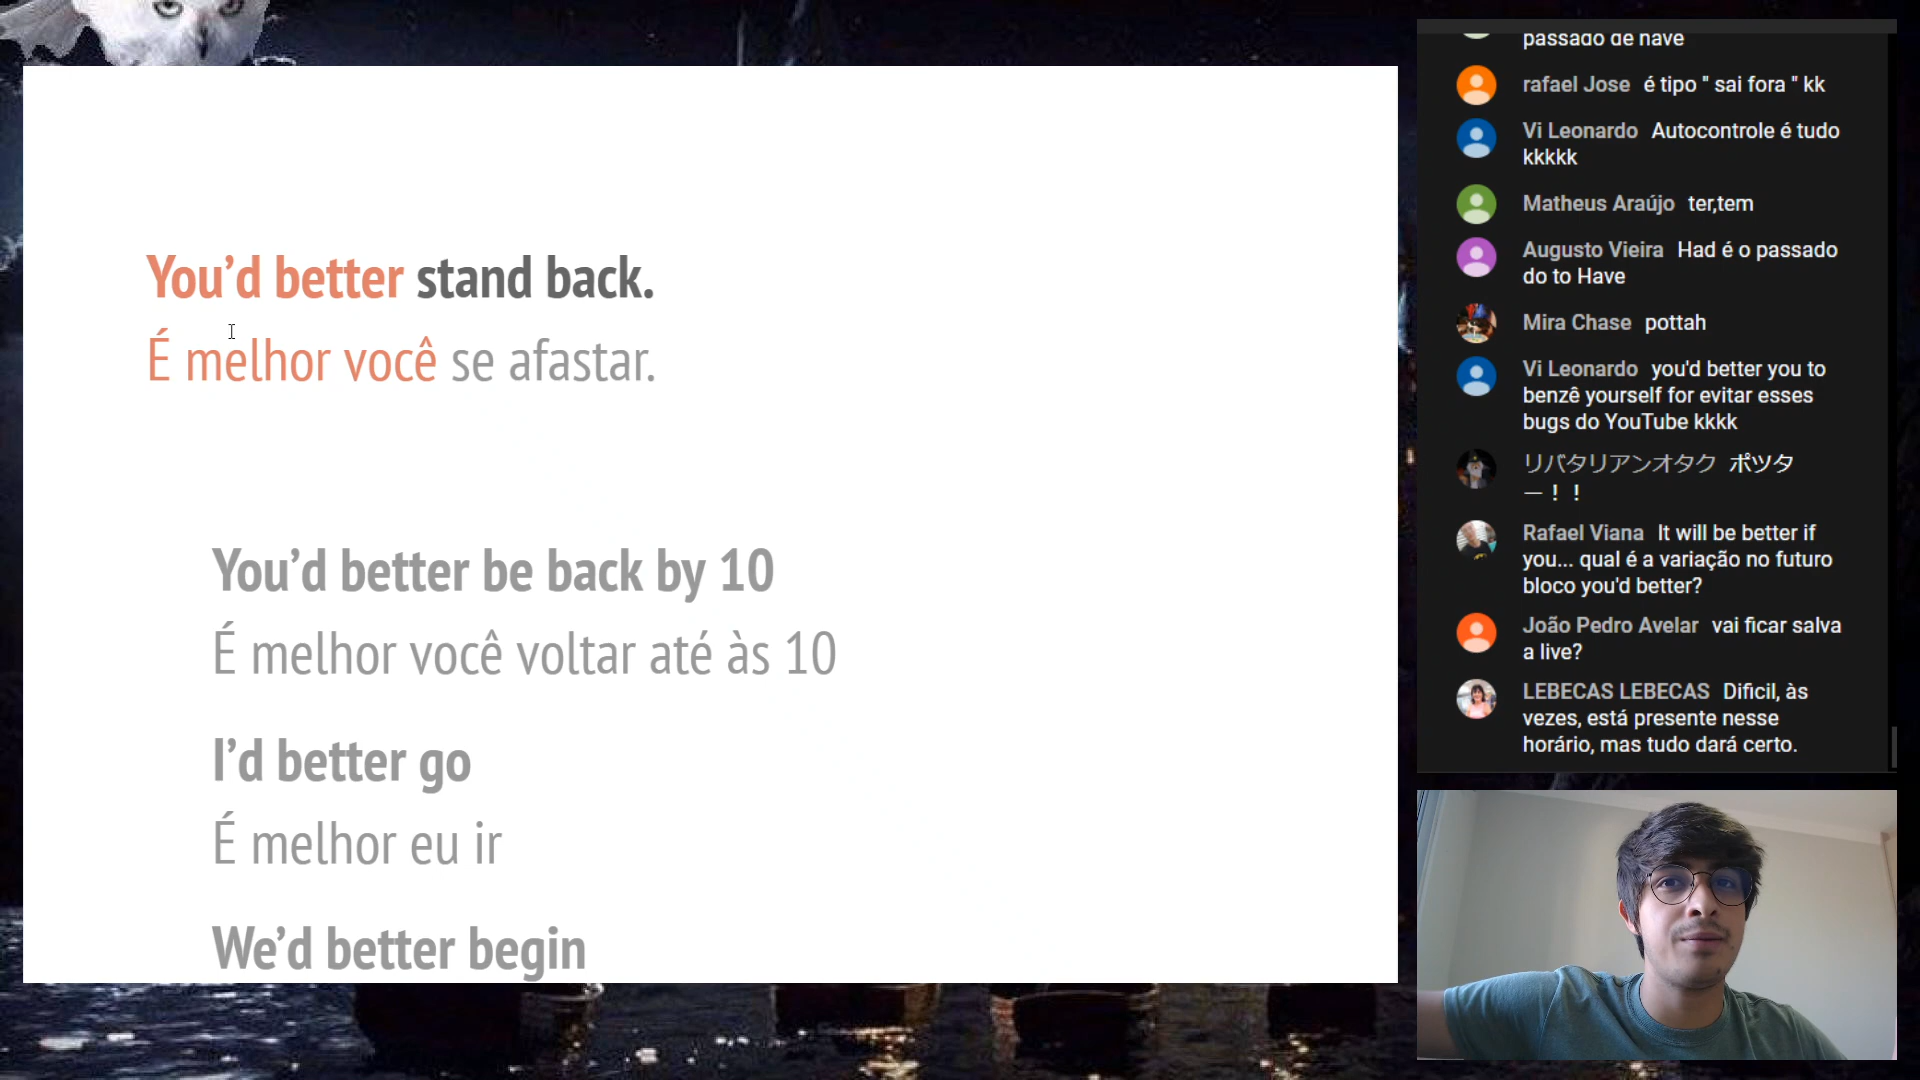 You’d better stand back.
É melhor você se afastar.
You’d better be back by 10
É melhor você voltar até às 10
I’d better go
É melhor eu ir
We’d better begin
passado de have
rafael Jose é tipo " sai fora " kk
Vi Leonardo Autocontrole é tudo
kkkkk
Matheus Araújo ter,tem
Augusto Vieira Had é o passado
do to Have
Mira Chase pottah
Vi Leonardo you'd better you to
benzê yourself for evitar esses
bugs do YouTube kkkk
リバタリアンオタク ポツタ
ー！！
Rafael Viana It will be better if
you... qual é a variação no futuro
bloco you'd better?
João Pedro Avelar vai ficar salva
a live?
LEBECAS LEBECAS Dificil, às
vezes, está presente nesse
horário, mas tudo dará certo.